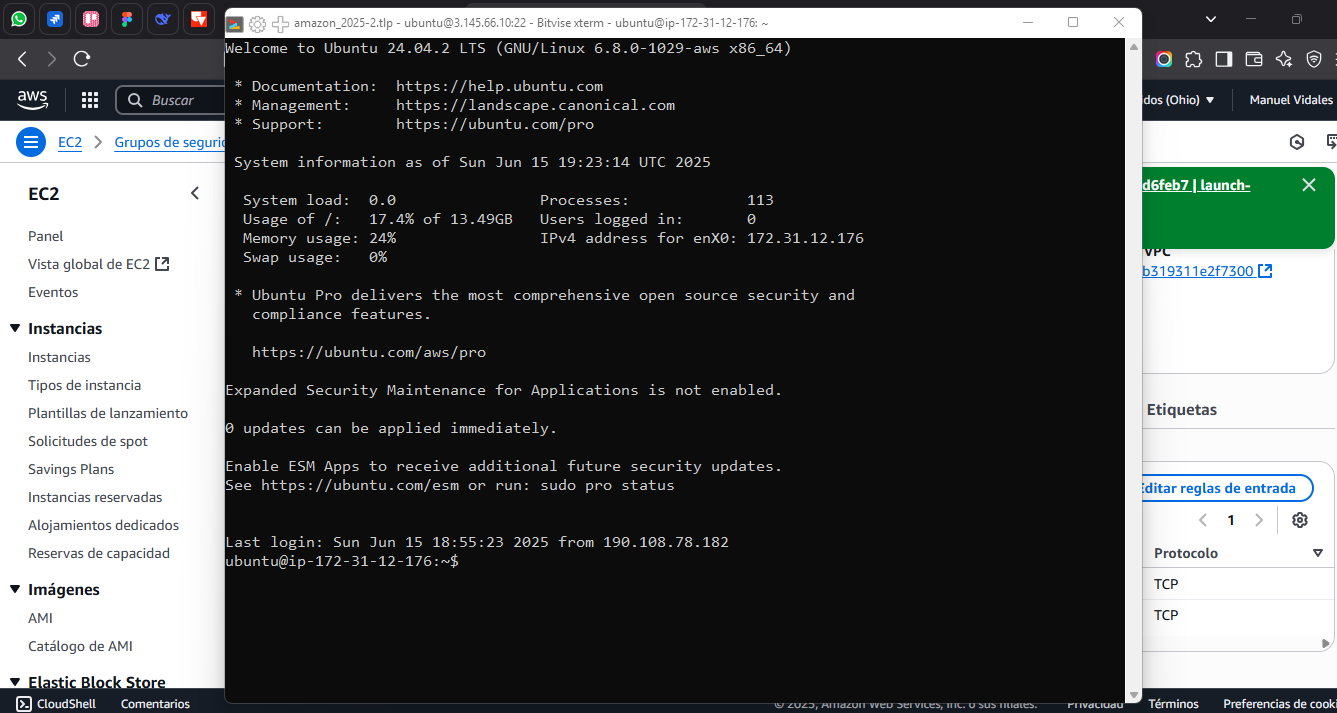 amazon_2025-2.tlp - ubuntu@3.145.66.10:22 - Bitvise xterm - ubuntu@ip-172-31-12-176: ~
Welcome to Ubuntu 24.04.2 LTS (GNU/Linux 6.8.0-1029-aws x86_64)
* Documentation: https://help.ubuntu.com
* Management: https://landscape.canonical.com
* Support: https://ubuntu.com/pro
System information as of Sun Jun 15 19:23:14 UTC 2025
System load: 0.0 Processes: 113
Usage of /: 17.4% of 13.49GB Users logged in: 0
Memory usage: 24% IPv4 address for enX0: 172.31.12.176
Swap usage: 0%
* Ubuntu Pro delivers the most comprehensive open source security and
compliance features.
https://ubuntu.com/aws/pro
Expanded Security Maintenance for Applications is not enabled.
0 updates can be applied immediately.
Enable ESM Apps to receive additional future security updates.
See https://ubuntu.com/esm or run: sudo pro status
Last login: Sun Jun 15 18:55:23 2025 from 190.108.78.182
ubuntu@ip-172-31-12-176:~$
aws
Buscar
EC2
Grupos de
EC2
Panel
Vista global de EC2
Eventos
Instancias
Instancias
Tipos de instancia
Plantillas de lanzamiento
Solicitudes de spot
Savings Plans
Instancias reservadas
Alojamientos dedicados
Reservas de capacidad
Imágenes
AMI
Catálogo de AMI
Elastic Block Store
CloudShell
Comentarios
(Ohio)
Manuel Vidales
d6feb7 | launch-
VPC
b319311e2f7300
Etiquetas
Editar reglas de entrada
1
Protocolo
TCP
TCP
© 2025, Amazon Web Services, Inc. o sus filiales.
Privacidad
Términos
Preferencias de